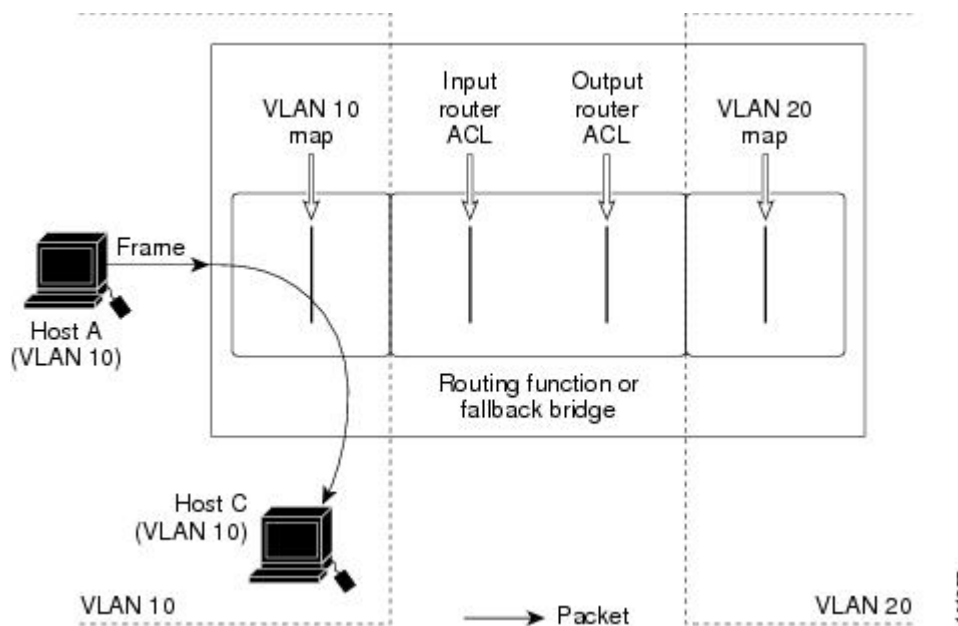 VLAN 10
map
Input
router
ACL
Output
router
ACL
VLAN 20
map
Frame
Host A
(VLAN 10)
Routing function or
fallback bridge
Host C
(VLAN 10)
VLAN 10
Packet
VLAN 20